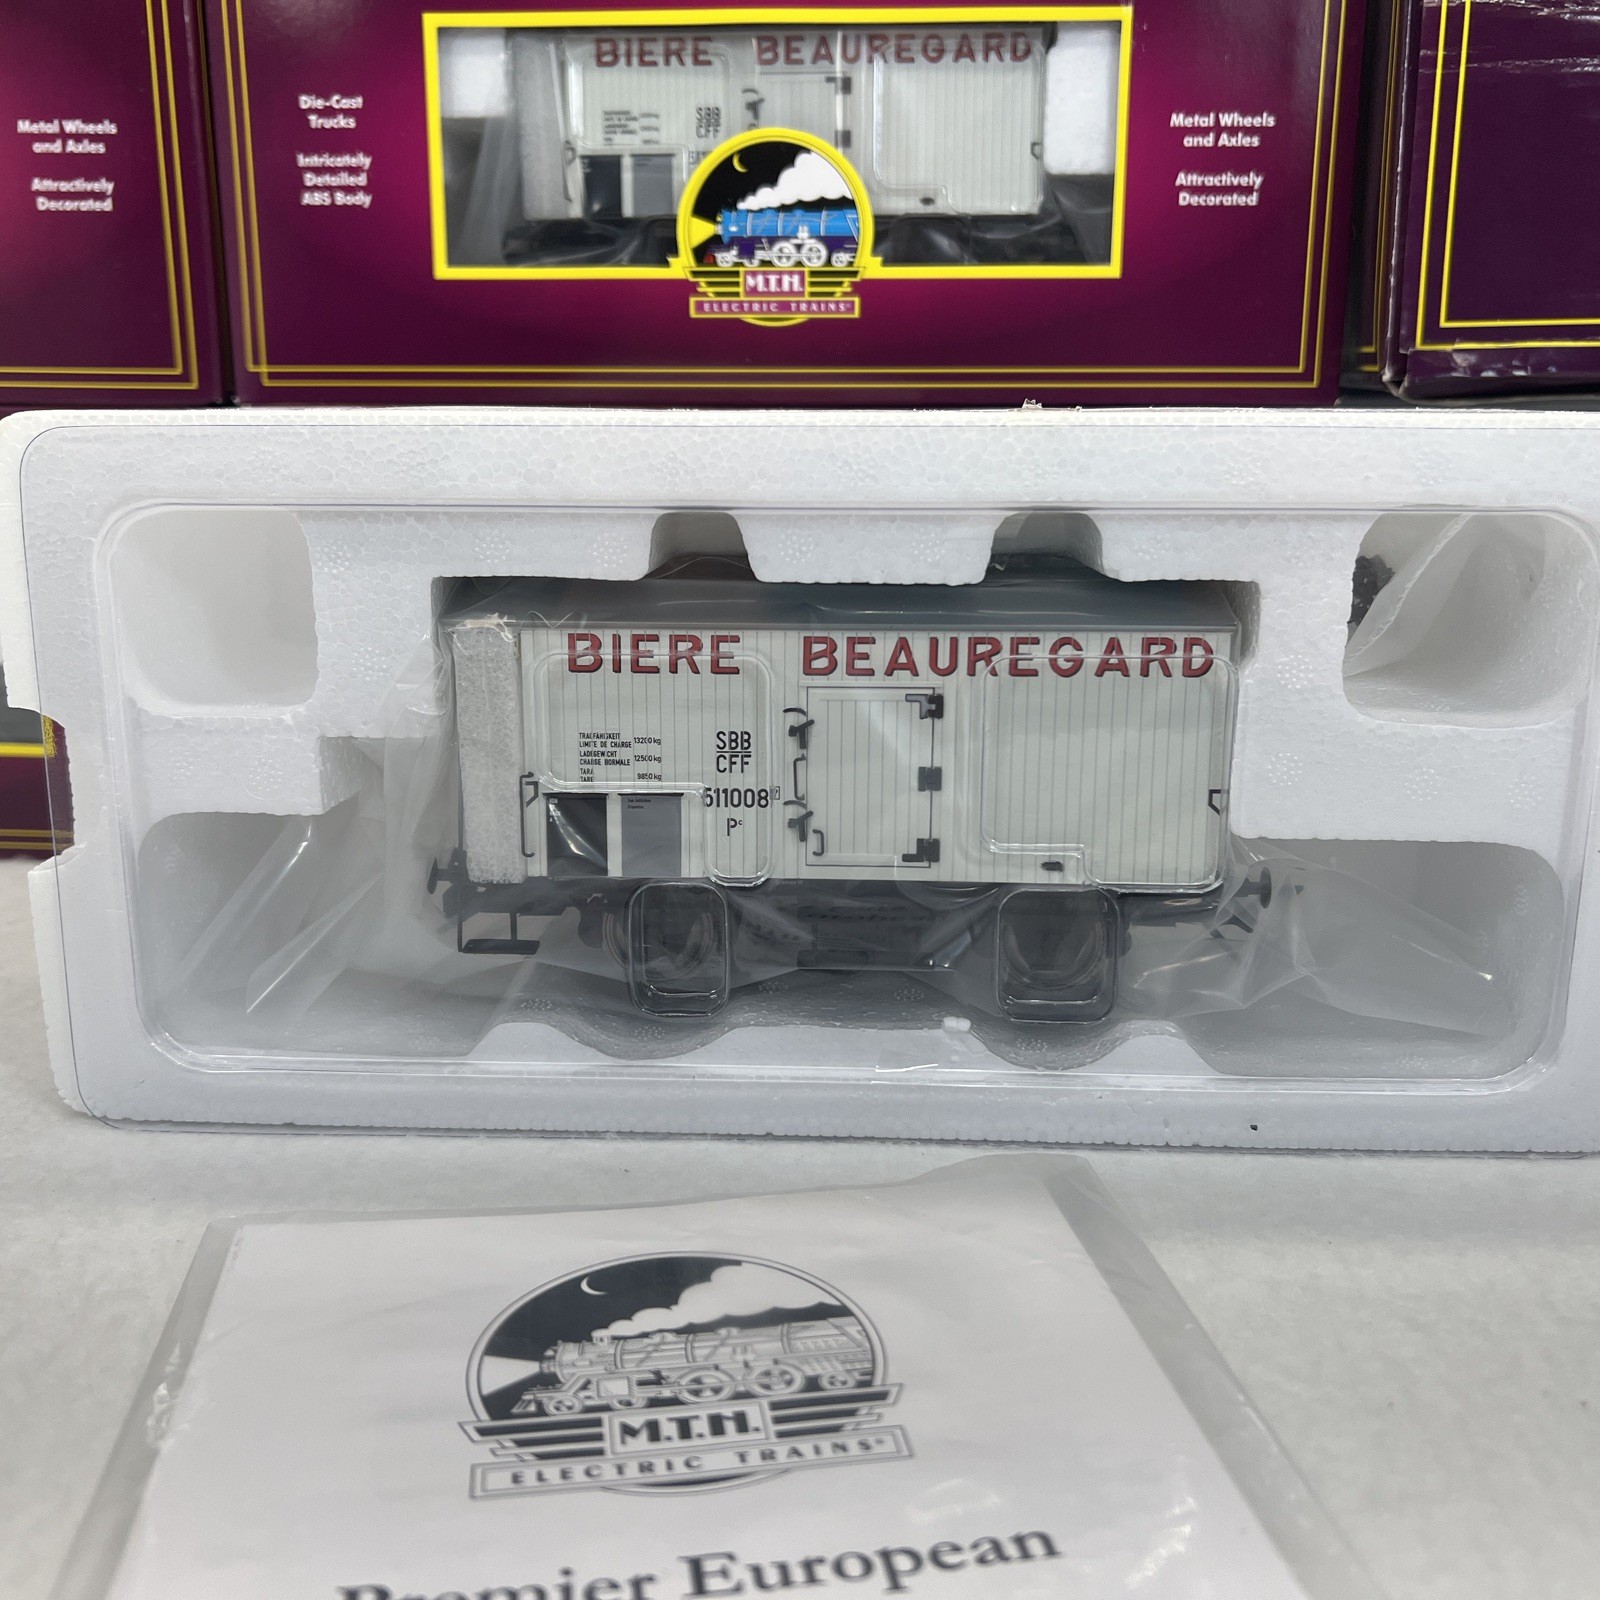 Metal Wheels
and Axles
Attractively
Decorated
Die-Cast
Trucks
Intricately
Detailed
ABS Body
BIERE BEAUREGARD
SBB
CFF
M.T.H.
ELECTRIC TRAINS
Metal Wheels
and Axles
Attractively
Decorated
BIERE BEAUREGARD
TRAGFÄHIGKEIT
LIMITE DE CHARGE 13200 kg
LADEGEWICHT
CHARGE NORMALE 12500 kg
TARA
TARE 9850 kg
SBB
CFF
511008
P c
M.T.H.
ELECTRIC TRAINS
Premier European